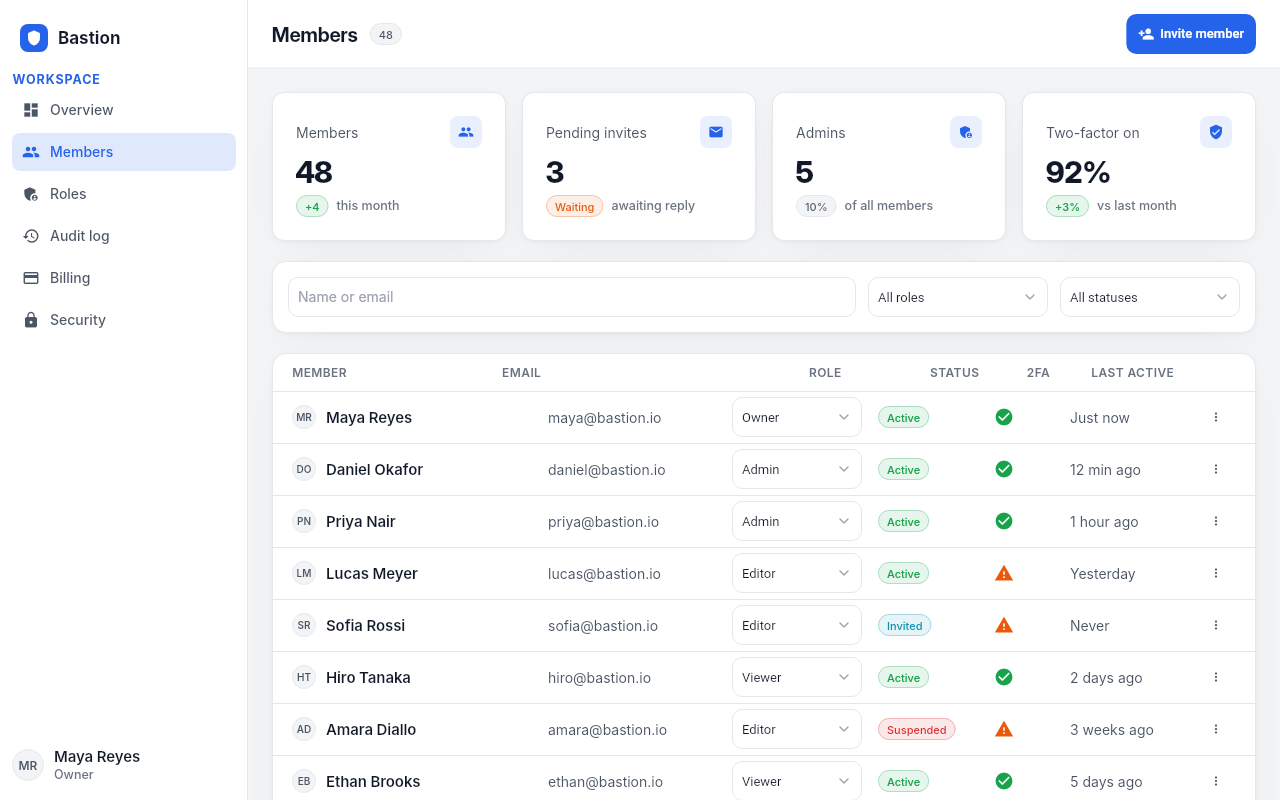 Bastion
WORKSPACE
Overview
Members
Roles
Audit log
Billing
Security
MR
Maya Reyes
Owner
Members 48
Invite member
Members
48
+4 this month
Pending invites
3
Waiting awaiting reply
Admins
5
10% of all members
Two-factor on
92%
+3% vs last month
Name or email
All roles
All statuses
MEMBER EMAIL ROLE STATUS 2FA LAST ACTIVE
MR Maya Reyes maya@bastion.io Owner Active Just now
DO Daniel Okafor daniel@bastion.io Admin Active 12 min ago
PN Priya Nair priya@bastion.io Admin Active 1 hour ago
LM Lucas Meyer lucas@bastion.io Editor Active Yesterday
SR Sofia Rossi sofia@bastion.io Editor Invited Never
HT Hiro Tanaka hiro@bastion.io Viewer Active 2 days ago
AD Amara Diallo amara@bastion.io Editor Suspended 3 weeks ago
EB Ethan Brooks ethan@bastion.io Viewer Active 5 days ago